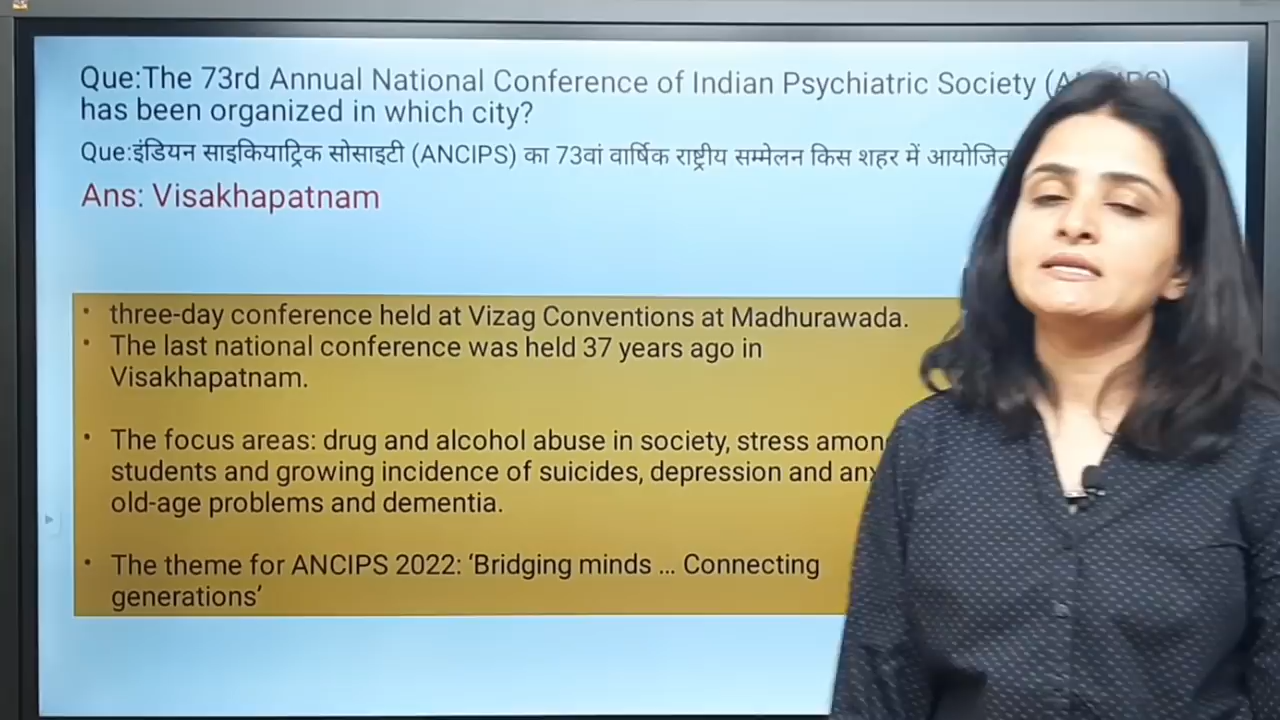 Que:The 73rd Annual National Conference of Indian Psychiatric Society
has been organized in which city?
Que:इंडियन साइकियाट्रिक सोसाइटी (ANCIPS) का 73वां वार्षिक राष्ट्रीय सम्मेलन किस शहर में आयोजित
Ans: Visakhapatnam
• three-day conference held at Vizag Conventions at Madhurawada.
• The last national conference was held 37 years ago in
Visakhapatnam.
• The focus areas: drug and alcohol abuse in society, stress
students and growing incidence of suicides, depression and
old-age problems and dementia.
• The theme for ANCIPS 2022: ‘Bridging minds ... Connecting
generations’